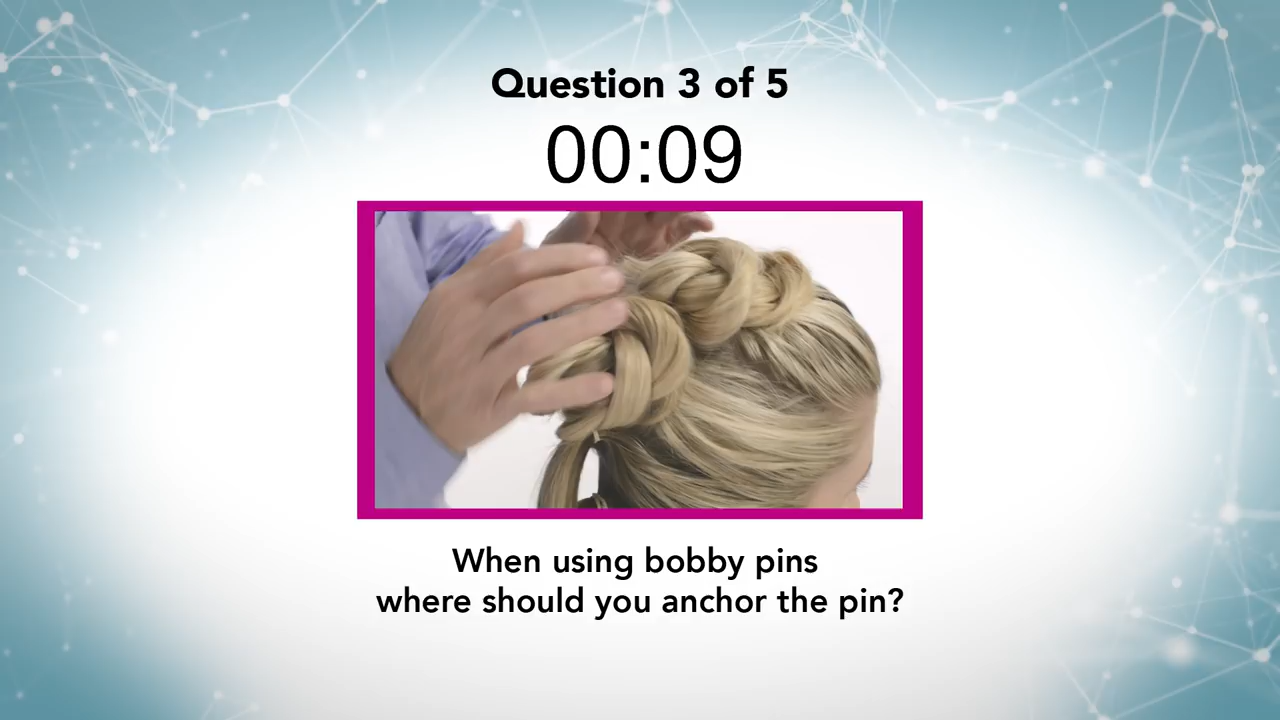 Question 3 of 5
00:09
When using bobby pins
where should you anchor the pin?